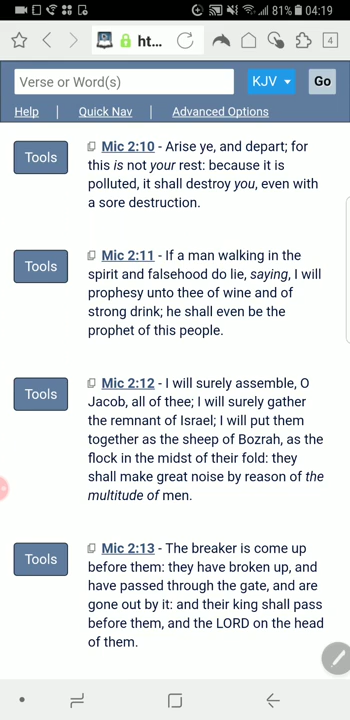 81% 04:19
ht... 4
Verse or Word(s) KJV Go
Help | Quick Nav | Advanced Options
Tools
Mic 2:10 - Arise ye, and depart; for
this is not your rest: because it is
polluted, it shall destroy you, even with
a sore destruction.
Tools
Mic 2:11 - If a man walking in the
spirit and falsehood do lie, saying, I will
prophesy unto thee of wine and of
strong drink; he shall even be the
prophet of this people.
Tools
Mic 2:12 - I will surely assemble, O
Jacob, all of thee; I will surely gather
the remnant of Israel; I will put them
together as the sheep of Bozrah, as the
flock in the midst of their fold: they
shall make great noise by reason of the
multitude of men.
Tools
Mic 2:13 - The breaker is come up
before them: they have broken up, and
have passed through the gate, and are
gone out by it: and their king shall pass
before them, and the LORD on the head
of them.